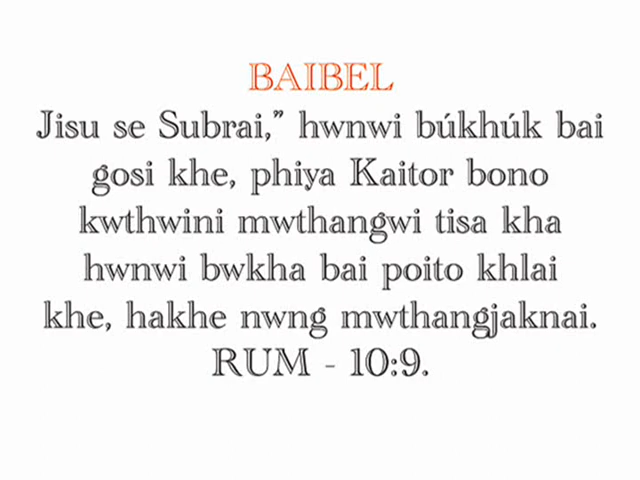 BAIBEL
Jisu se Subrai,” hwnwi búkhúk bai
gosi khe, phiya Kaitor bono
kwthwini mwthangwi tisa kha
hwnwi bwkha bai poito khlai
khe, hakhe nwng mwthangjaknai.
RUM - 10:9.